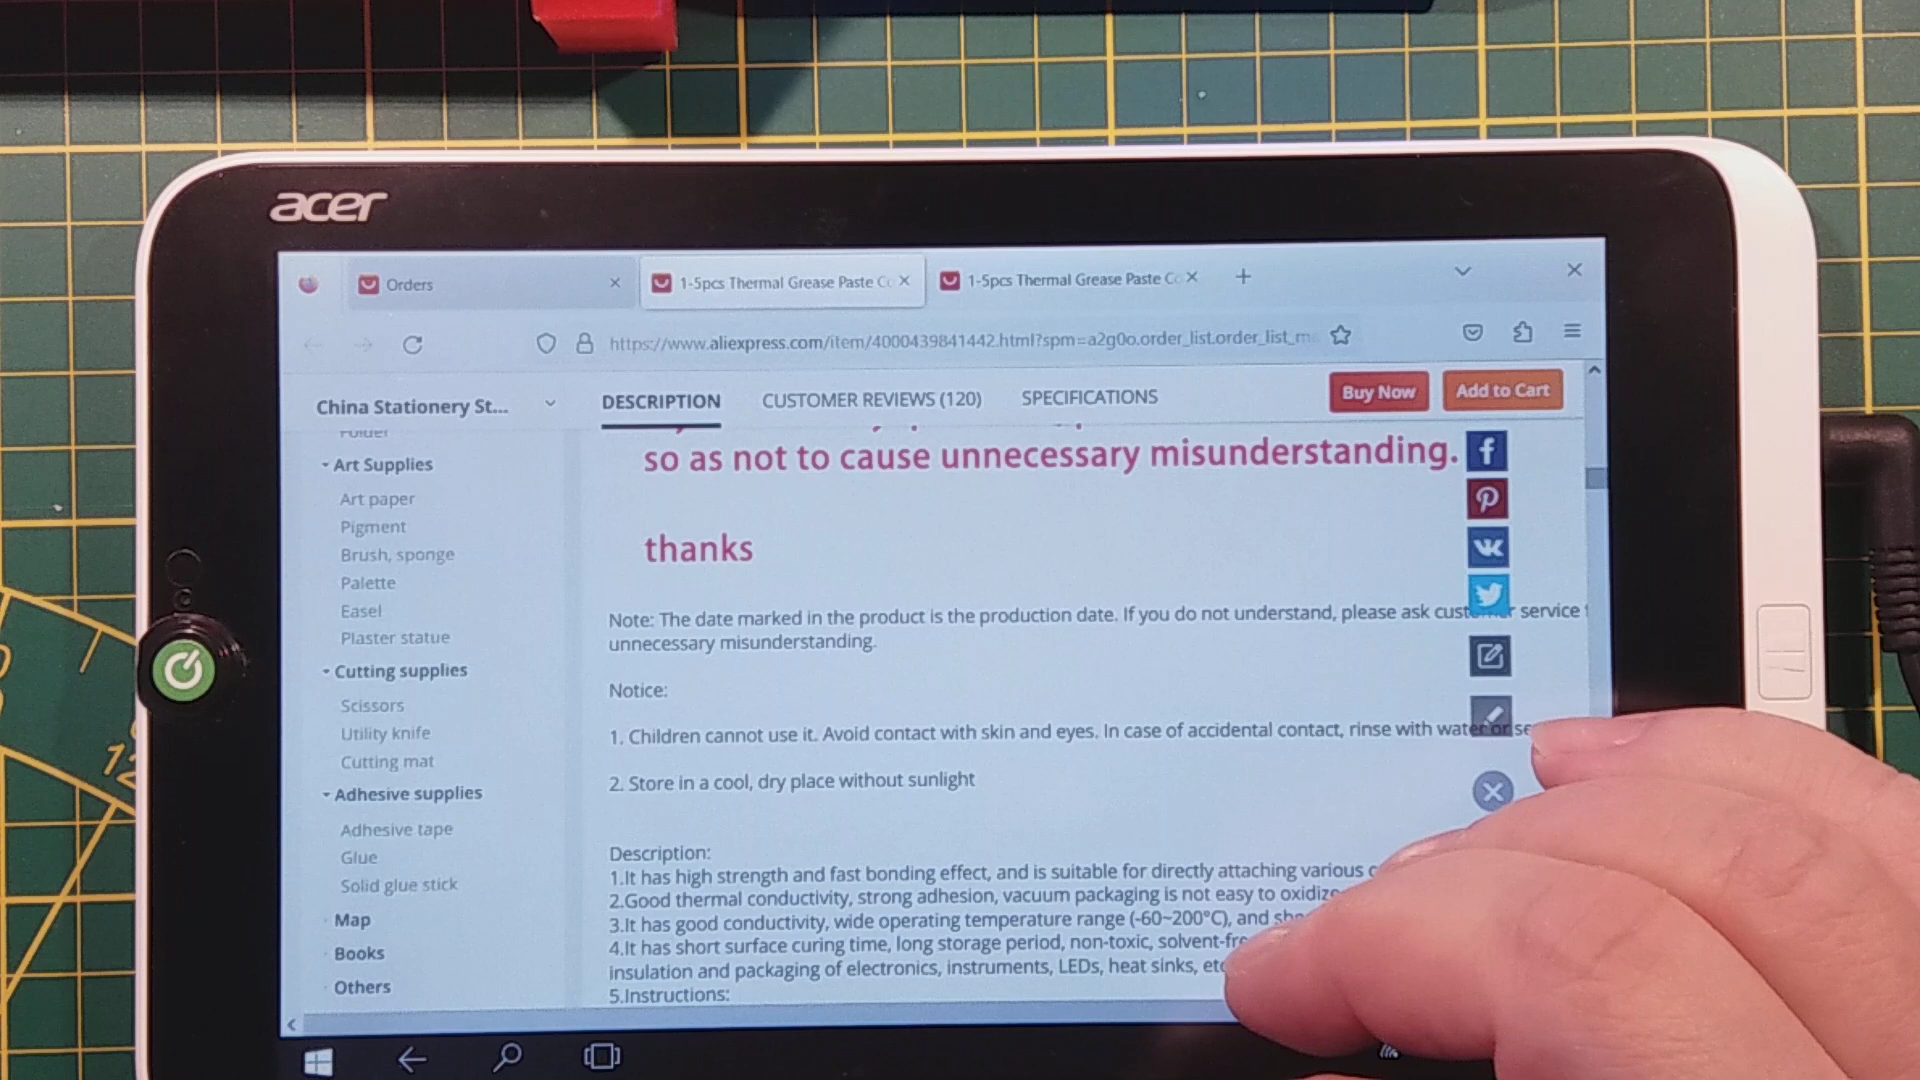 acer
Orders
1-5pcs Thermal Grease Paste Co
1-5pcs Thermal Grease Paste Co
https://www.aliexpress.com/item/4000439841442.html?spm=a2g0o.order_list.order_list_m
China Stationery St...
DESCRIPTION
CUSTOMER REVIEWS (120)
SPECIFICATIONS
Buy Now
Add to Cart
Folder
Art Supplies
Art paper
Pigment
Brush, sponge
Palette
Easel
Plaster statue
Cutting supplies
Scissors
Utility knife
Cutting mat
Adhesive supplies
Adhesive tape
Glue
Solid glue stick
Map
Books
Others
so as not to cause unnecessary misunderstanding.
thanks
Note: The date marked in the product is the production date. If you do not understand, please ask customer service
unnecessary misunderstanding.
Notice:
1. Children cannot use it. Avoid contact with skin and eyes. In case of accidental contact, rinse with water or
2. Store in a cool, dry place without sunlight
Description:
1.It has high strength and fast bonding effect, and is suitable for directly attaching various
2.Good thermal conductivity, strong adhesion, vacuum packaging is not easy to oxidize
3.It has good conductivity, wide operating temperature range (-60~200°C), and
4.It has short surface curing time, long storage period, non-toxic, solvent-fre
insulation and packaging of electronics, instruments, LEDs, heat sinks, etc
5.Instructions: